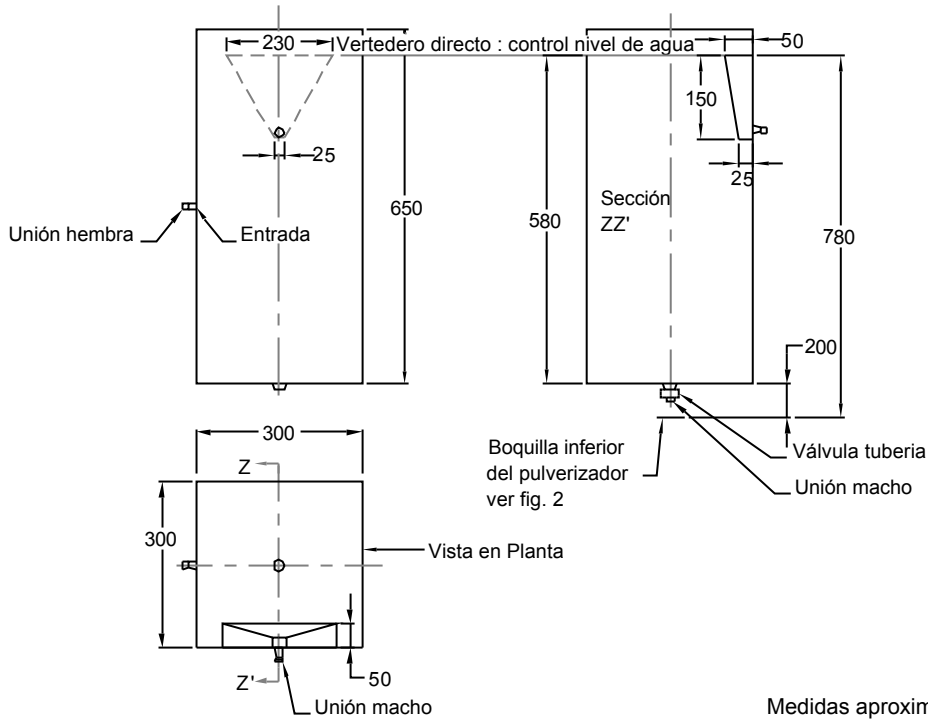 230
Vertedero directo : control nivel de agua
50
150
25
25
650
Sección
ZZ'
580
780
Unión hembra
Entrada
200
300
Boquilla inferior
del pulverizador
ver fig. 2
Válvula tuberia
Unión macho
Z
300
Vista en Planta
Z'
50
Unión macho
Medidas aproxim